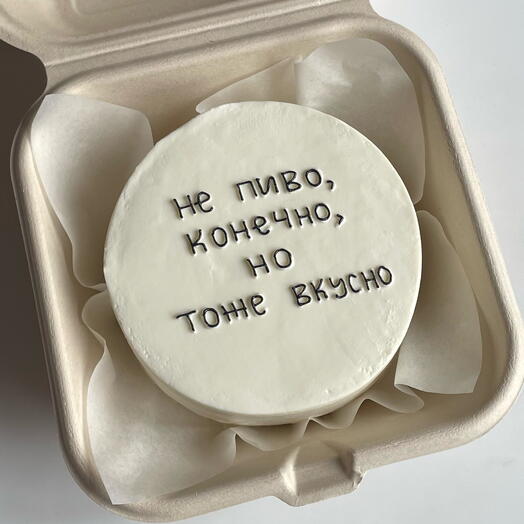 не пиво,
конечно,
но
тоже вкусно